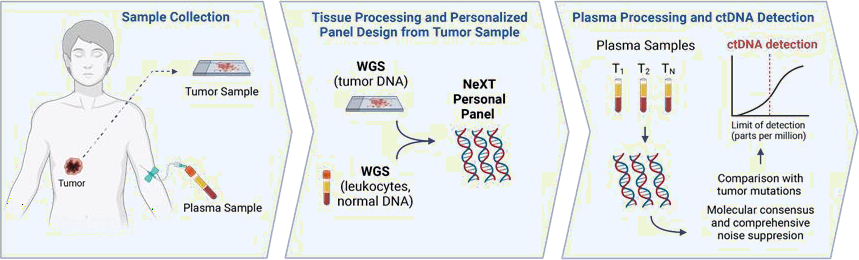 Sample Collection
Tumor Sample
Tumor
Plasma Sample
Tissue Processing and Personalized
Panel Design from Tumor Sample
WGS
(tumor DNA)
NeXT
Personal
Panel
WGS
(leukocytes,
normal DNA)
Plasma Processing and ctDNA Detection
Plasma Samples
T1 T2 TN
ctDNA detection
Limit of detection
(parts per million)
Comparison with
tumor mutations
Molecular consensus
and comprehensive
noise suppresion